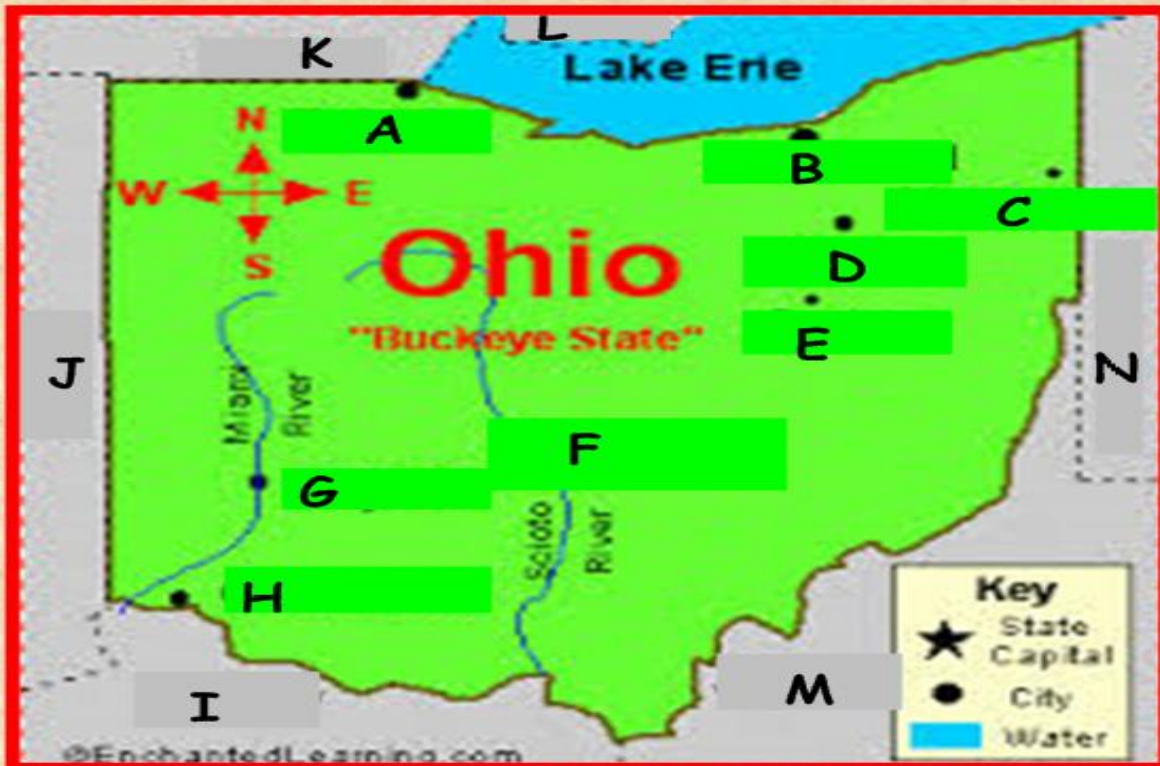 L
K
Lake Erie
A
N
B
W E
C
Ohio
S
D
"Buckeye State"
E
J
N
Miami
River
F
G
Scioto
River
H
Key
State
Capital
I
M
City
Water
©EnchantedLearning.com